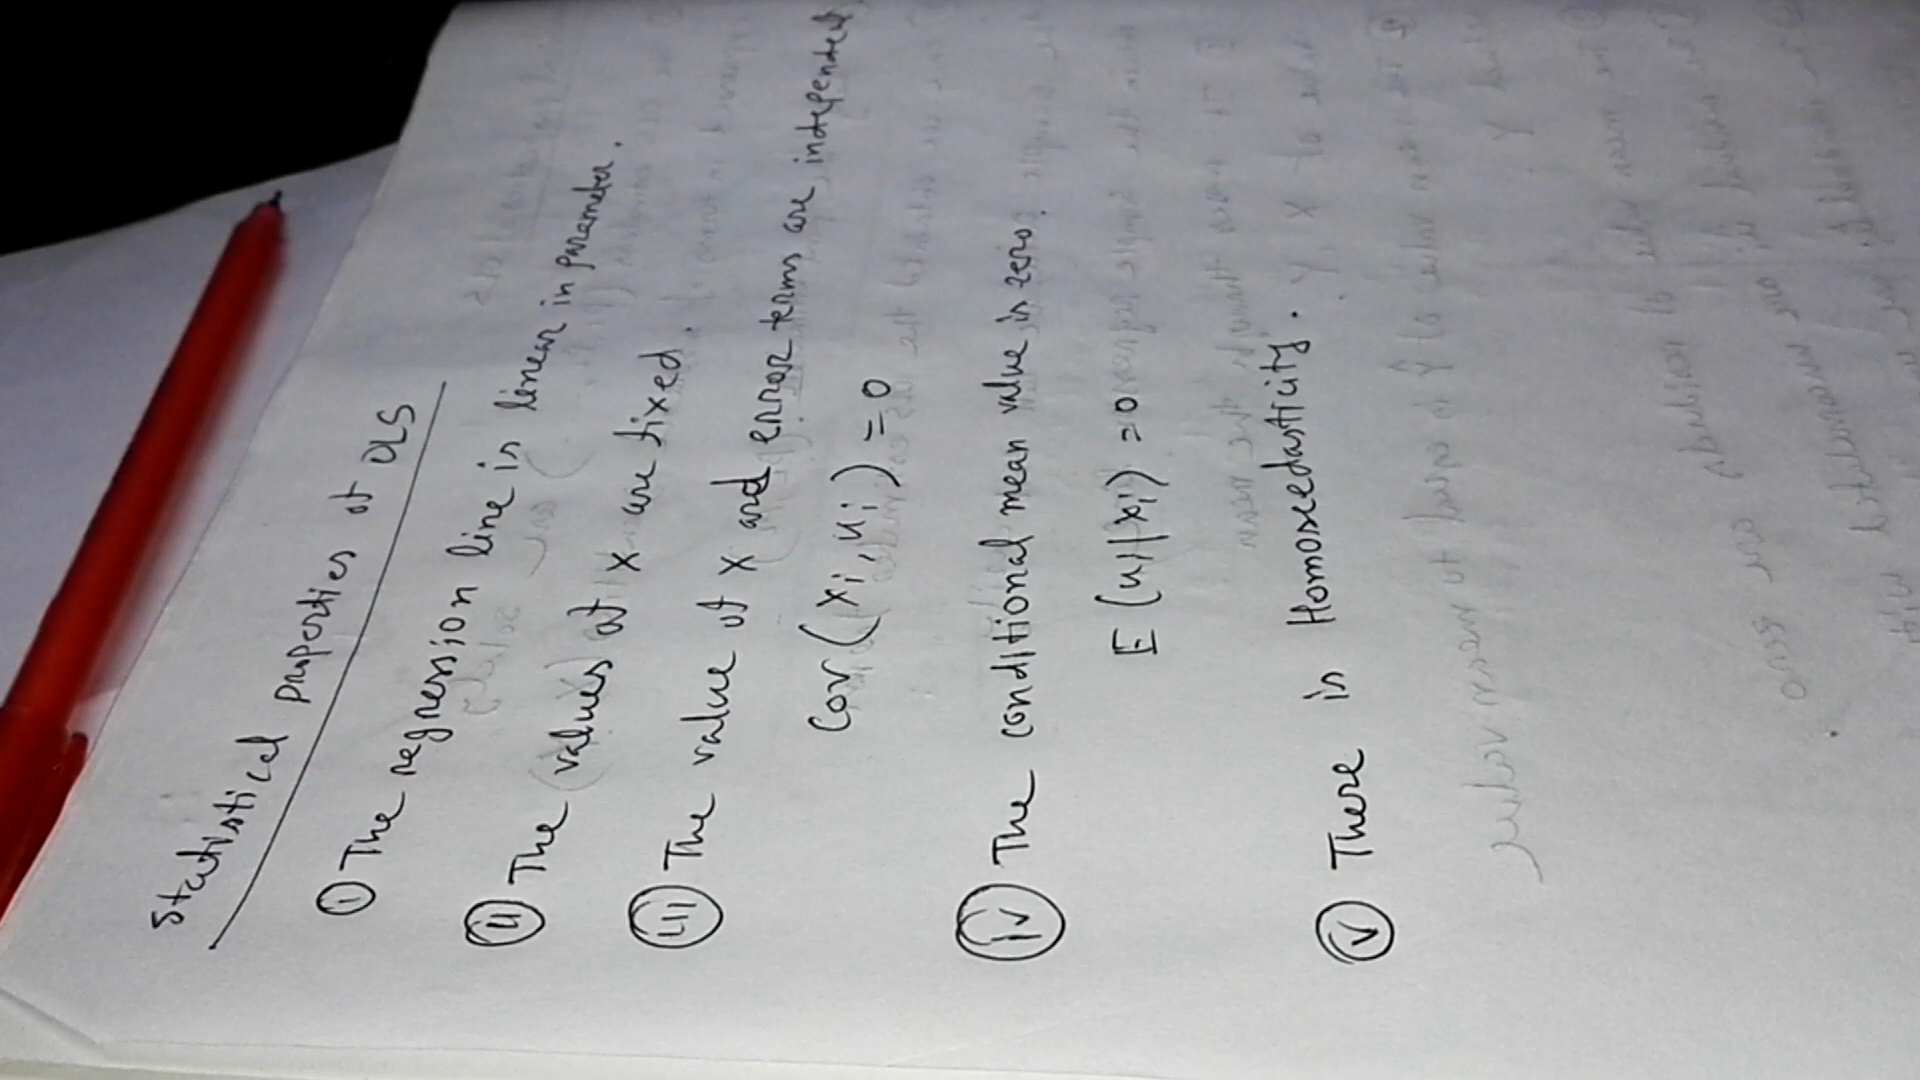 Statistical properties of OLS
(i) The regression line is linear in parameter.
(ii) The values of X are fixed.
(iii) The value of X and error terms are independent
Cov(Xi, ui) = 0
(iv) The conditional mean value is zero.
E(ui|Xi) = 0
(v) There is Homoscedasticity.